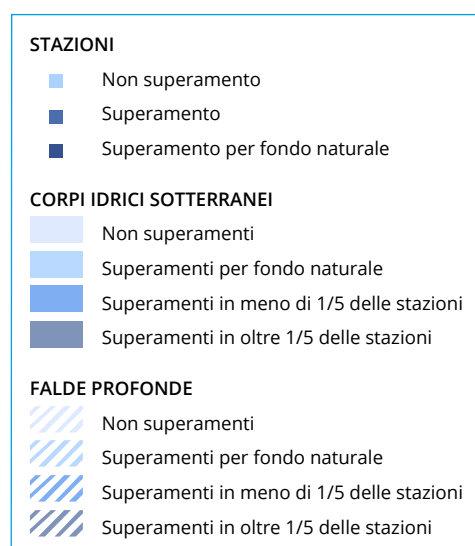 STAZIONI
Non superamento
Superamento
Superamento per fondo naturale
CORPI IDRICI SOTTERRANEI
Non superamenti
Superamenti per fondo naturale
Superamenti in meno di 1/5 delle stazioni
Superamenti in oltre 1/5 delle stazioni
FALDE PROFONDE
Non superamenti
Superamenti per fondo naturale
Superamenti in meno di 1/5 delle stazioni
Superamenti in oltre 1/5 delle stazioni